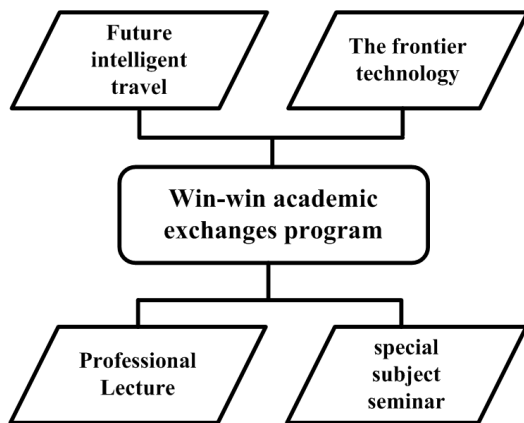 Future
intelligent
travel
The frontier
technology
Win-win academic
exchanges program
Professional
Lecture
special
subject
seminar